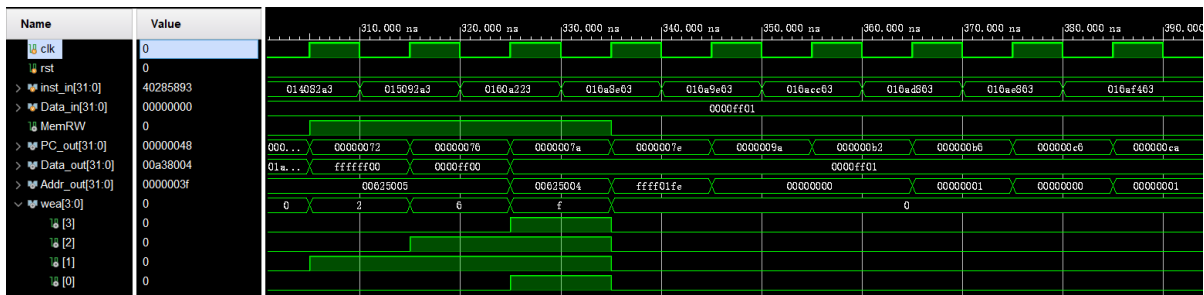 Name Value 310.000 ns 320.000 ns 330.000 ns 340.000 ns 350.000 ns 360.000 ns 370.000 ns 380.000 ns 390.000
clk 0
rst 0
inst_in[31:0] 40285893 014082a3 015092a3 0160a223 016a8e63 016a9e63 016acc63 016ad863 016ae863 016af463
Data_in[31:0] 00000000 0000ff01
MemRW 0
PC_out[31:0] 00000048 000... 00000072 00000076 0000007a 0000007e 0000009a 000000b2 000000b6 000000c6 000000ca
Data_out[31:0] 00a38004 01a... ffffff00 0000ff00 0000ff01
Addr_out[31:0] 0000003f 00625005 00625004 ffff01fe 00000000 00000001 00000000 00000001
wea[3:0] 0 0 2 6 f 0
[3] 0
[2] 0
[1] 0
[0] 0